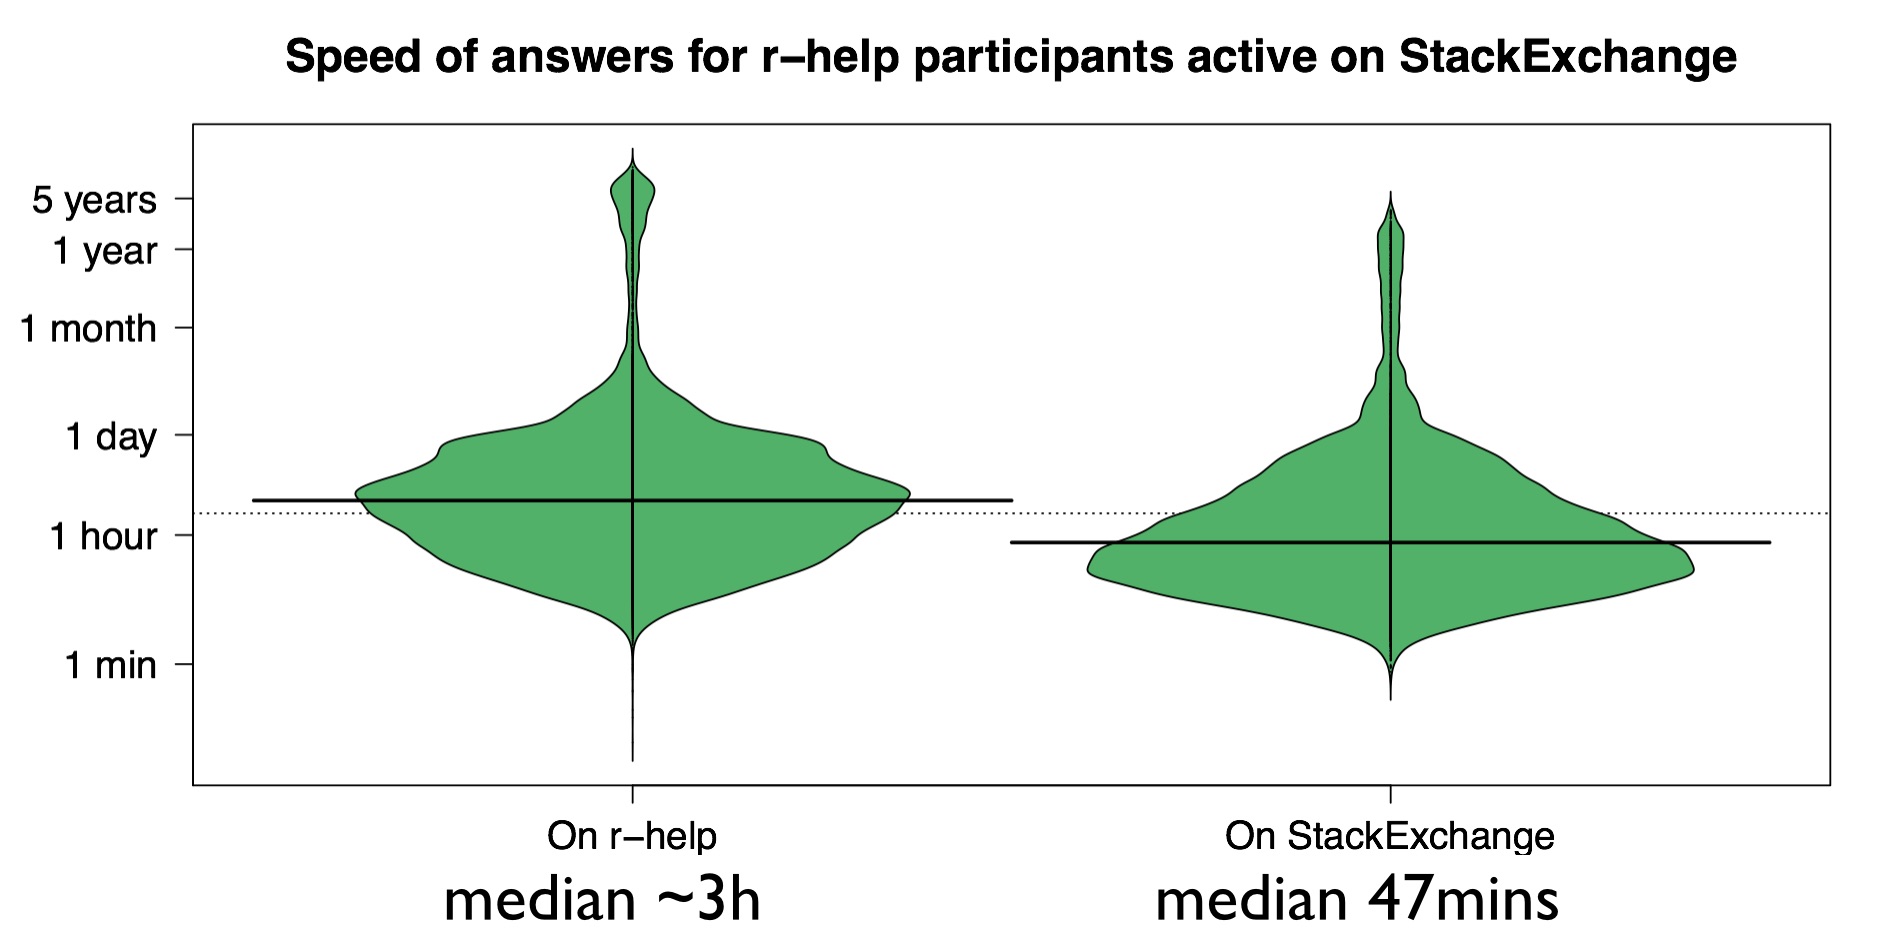 Speed of answers for r−help participants active on StackExchange
5 years
1 year
1 month
1 day
1 hour
1 min
On r−help
On StackExchange
median ~3h
median 47mins